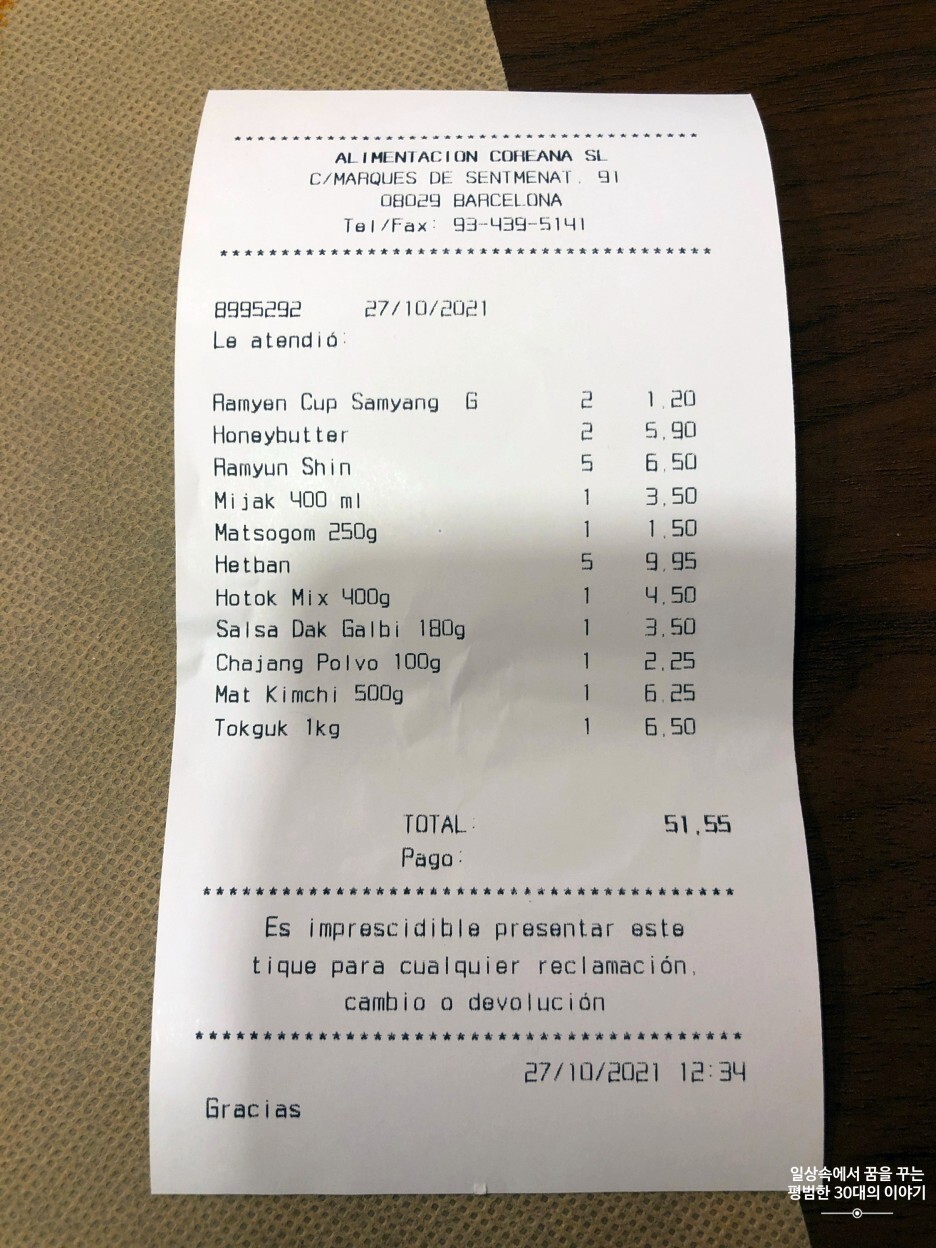 ****************************************
ALIMENTACION COREANA SL
C/MARQUES DE SENTMENAT. 91
08029 BARCELONA
Tel/Fax: 93-439-5141
****************************************
8995292 27/10/2021
Le atendió:
Ramyen Cup Samyang G 2 1,20
Honeybutter 2 5,90
Ramyun Shin 5 6,50
Mijak 400 ml 1 3,50
Matsogom 250g 1 1,50
Hetban 5 9,95
Hotok Mix 400g 1 4,50
Salsa Dak Galbi 180g 1 3,50
Chajang Polvo 100g 1 2,25
Mat Kimchi 500g 1 6,25
Tokguk 1kg 1 6,50
TOTAL: 51,55
Pago:
****************************************
Es imprescidible presentar este
tique para cualquier reclamación,
cambio o devolución
****************************************
27/10/2021 12:34
Gracias
일상속에서 꿈을 꾸는
평범한 30대의 이야기